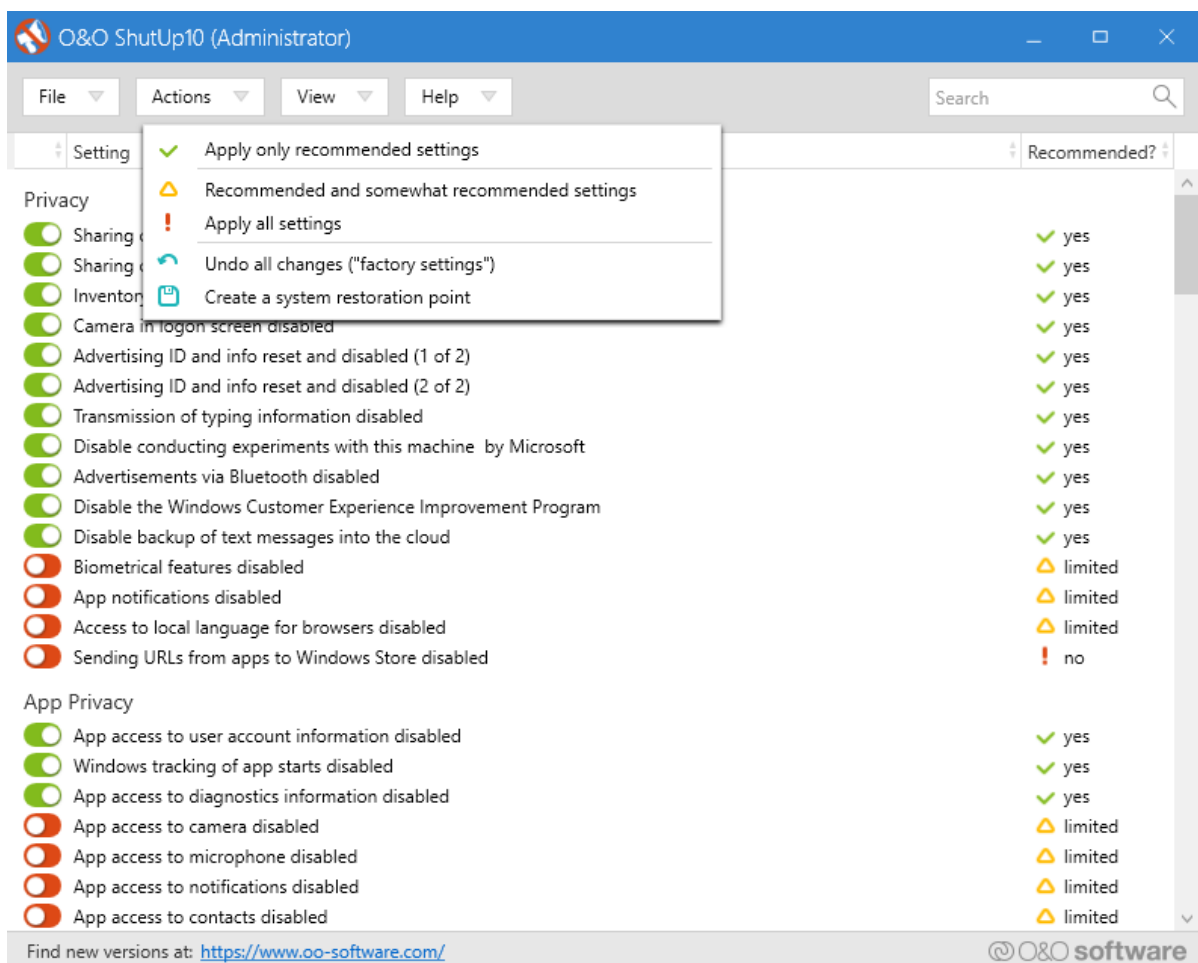 O&O ShutUp10 (Administrator)
File Actions View Help Search
Setting Recommended?
Apply only recommended settings
Recommended and somewhat recommended settings
Apply all settings
Undo all changes ("factory settings")
Create a system restoration point
Privacy
Sharing yes
Sharing yes
Inventory yes
Camera in logon screen disabled yes
Advertising ID and info reset and disabled (1 of 2) yes
Advertising ID and info reset and disabled (2 of 2) yes
Transmission of typing information disabled yes
Disable conducting experiments with this machine by Microsoft yes
Advertisements via Bluetooth disabled yes
Disable the Windows Customer Experience Improvement Program yes
Disable backup of text messages into the cloud yes
Biometrical features disabled limited
App notifications disabled limited
Access to local language for browsers disabled limited
Sending URLs from apps to Windows Store disabled no
App Privacy
App access to user account information disabled yes
Windows tracking of app starts disabled yes
App access to diagnostics information disabled yes
App access to camera disabled limited
App access to microphone disabled limited
App access to notifications disabled limited
App access to contacts disabled limited
Find new versions at: https://www.oo-software.com/ O&O software